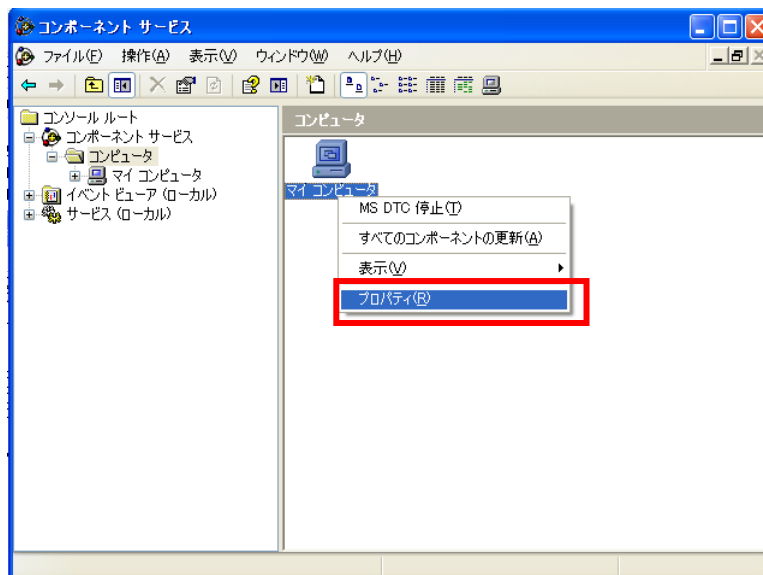 コンポーネント サービス
ファイル(F) 操作(A) 表示(V) ウィンドウ(W) ヘルプ(H)
コンソール ルート
コンポーネント サービス
コンピュータ
マイ コンピュータ
イベント ビューア (ローカル)
サービス (ローカル)
コンピュータ
マイ コンピュータ
MS DTC 停止(T)
すべてのコンポーネントの更新(A)
表示(V)
プロパティ(R)